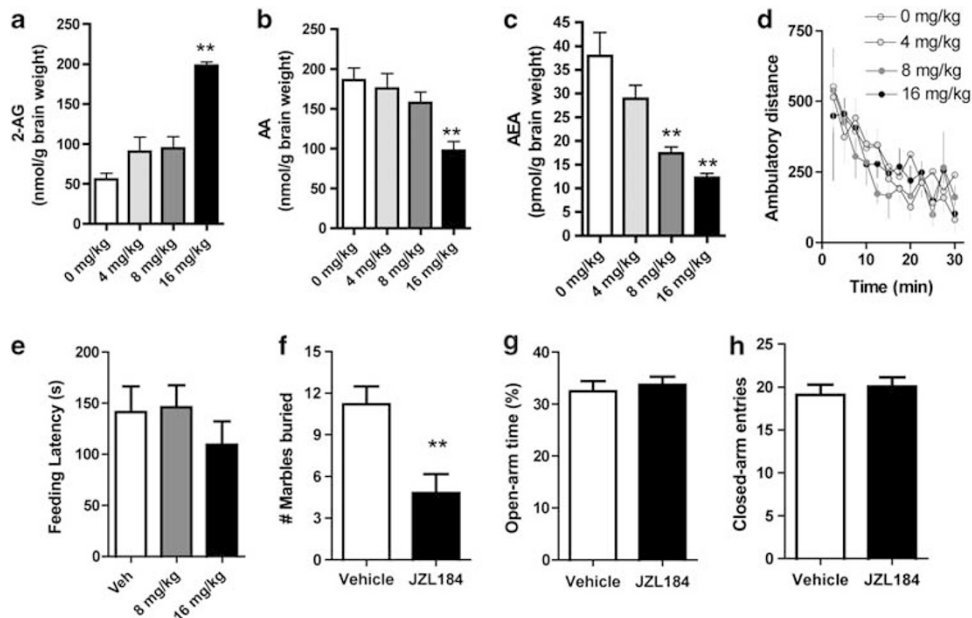 a
2-AG
(nmol/g brain weight)
250
200
150
100
50
0
**
0 mg/kg
4 mg/kg
8 mg/kg
16 mg/kg
b
AA
(nmol/g brain weight)
250
200
150
100
50
0
**
0 mg/kg
4 mg/kg
8 mg/kg
16 mg/kg
c
AEA
(pmol/g brain weight)
45
40
35
30
25
20
15
10
5
0
**
**
0 mg/kg
4 mg/kg
8 mg/kg
16 mg/kg
d
Ambulatory distance
750
500
250
0
0
10
20
30
Time (min)
0 mg/kg
4 mg/kg
8 mg/kg
16 mg/kg
e
Feeding Latency (s)
200
150
100
50
0
Veh
8 mg/kg
16 mg/kg
f
# Marbles buried
15
12
9
6
3
0
**
Vehicle
JZL184
g
Open-arm time (%)
40
30
20
10
0
Vehicle
JZL184
h
Closed-arm entries
25
20
15
10
5
0
Vehicle
JZL184